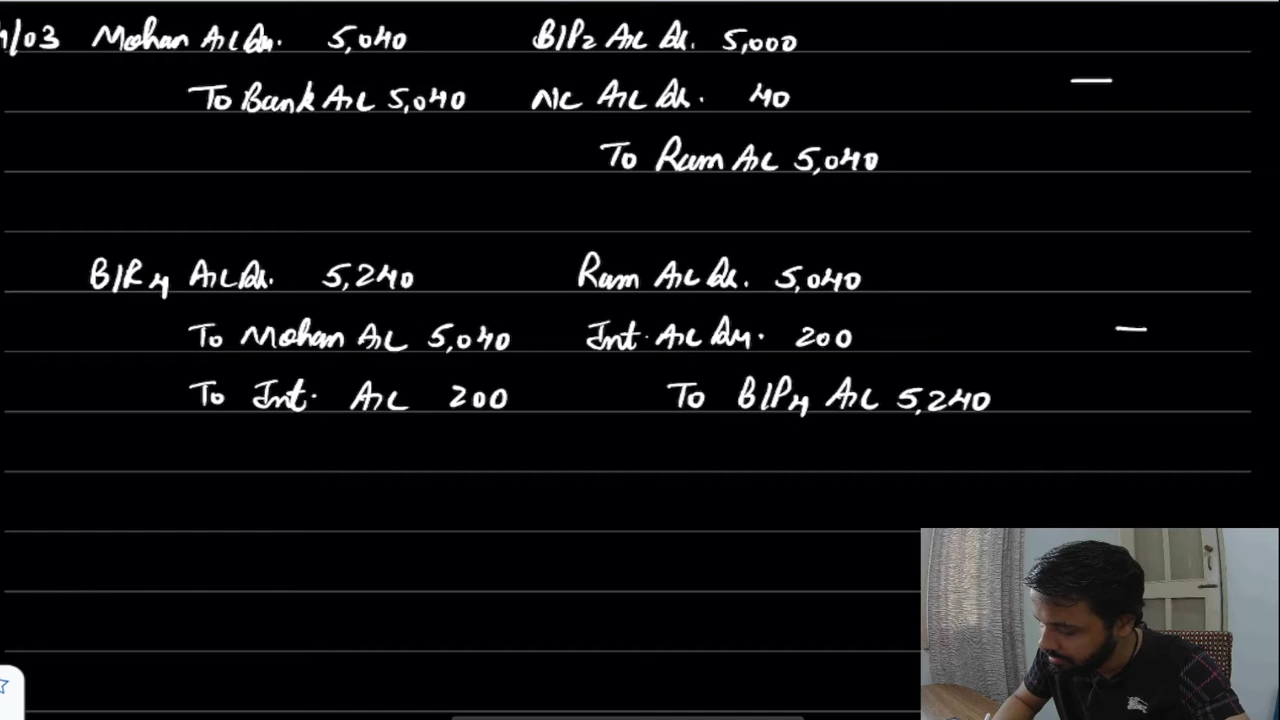 /03 Mohan A/c Dr. 5,040 B/P2 A/c Dr. 5,000 —
To Bank A/c 5,040 NC A/c Dr. 40
To Ram A/c 5,040
B/R4 A/c Dr. 5,240 Ram A/c Dr. 5,040
To Mohan A/c 5,040 Int. A/c Dr. 200 —
To Int. A/c 200 To B/P4 A/c 5,240